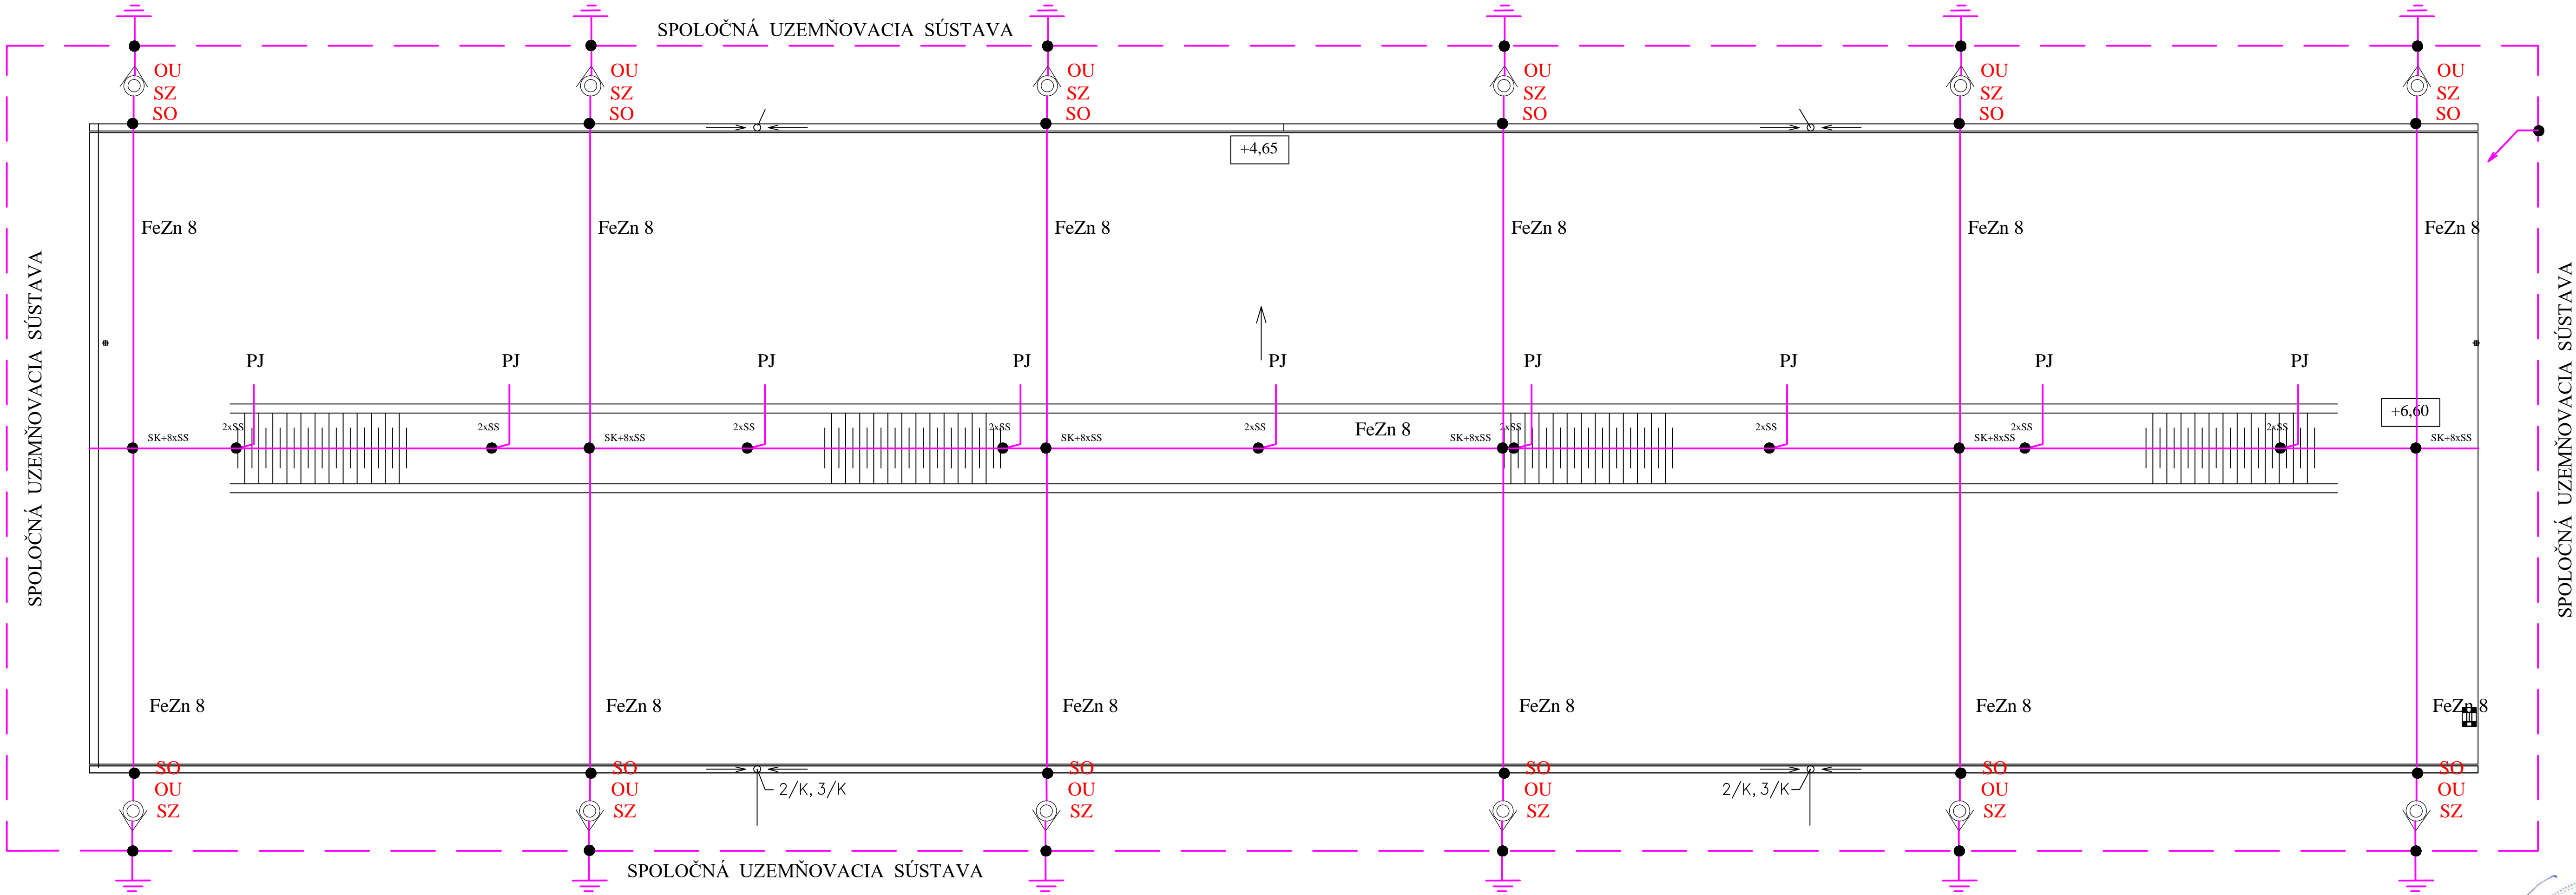 SPOLOČNÁ UZEMŇOVACIA SÚSTAVA
OU OU OU OU OU OU
SZ SZ SZ SZ SZ SZ
SO SO SO SO SO SO
+4,65
FeZn 8 FeZn 8 FeZn 8 FeZn 8 FeZn 8 FeZn 8
SPOLOČNÁ UZEMŇOVACIA SÚSTAVA
SPOLOČNÁ UZEMŇOVACIA SÚSTAVA
PJ PJ PJ PJ PJ PJ PJ PJ PJ
+6,60
2xSS 2xSS 2xSS 2xSS 2xSS FeZn 8 2xSS 2xSS 2xSS 2xSS
SK+8xSS SK+8xSS SK+8xSS SK+8xSS SK+8xSS SK+8xSS
FeZn 8 FeZn 8 FeZn 8 FeZn 8 FeZn 8 FeZn 8
SO SO SO SO SO SO
OU OU OU OU OU OU
2/K, 3/K 2/K, 3/K
SZ SZ SZ SZ SZ SZ
SPOLOČNÁ UZEMŇOVACIA SÚSTAVA